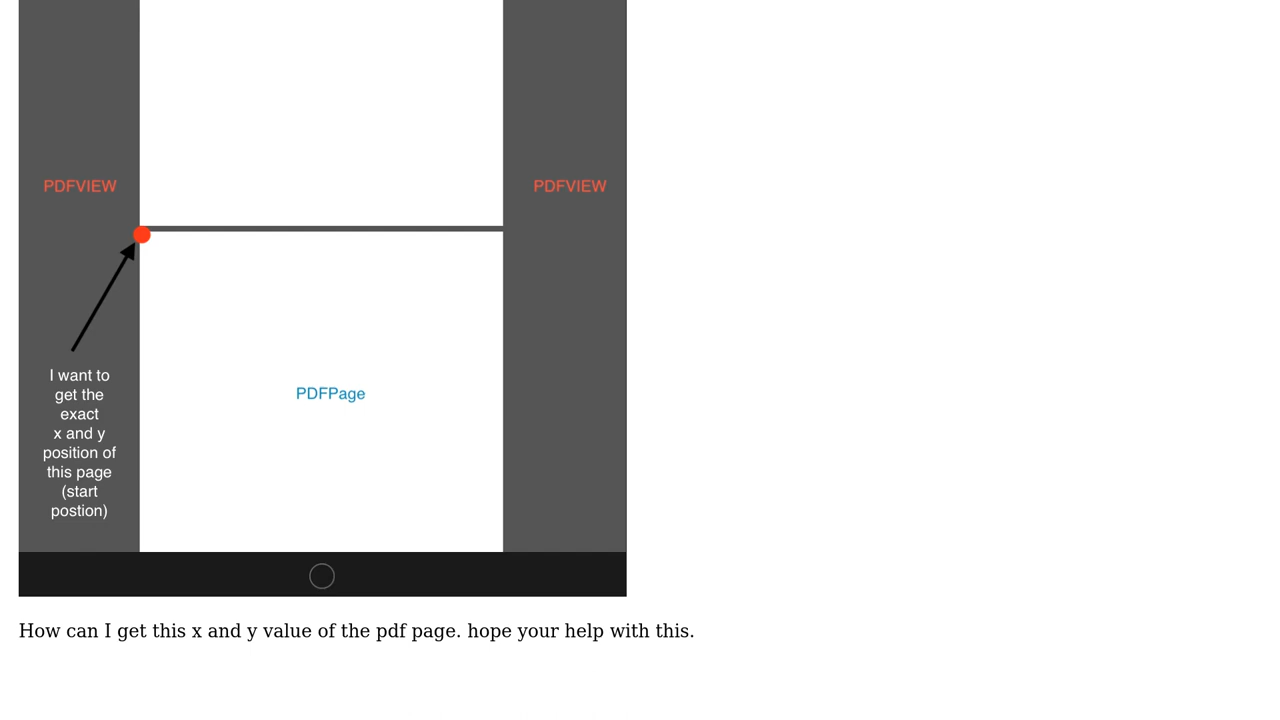 PDFVIEW
PDFVIEW
I want to
get the
exact
x and y
position of
this page
(start
postion)
PDFPage
How can I get this x and y value of the pdf page. hope your help with this.